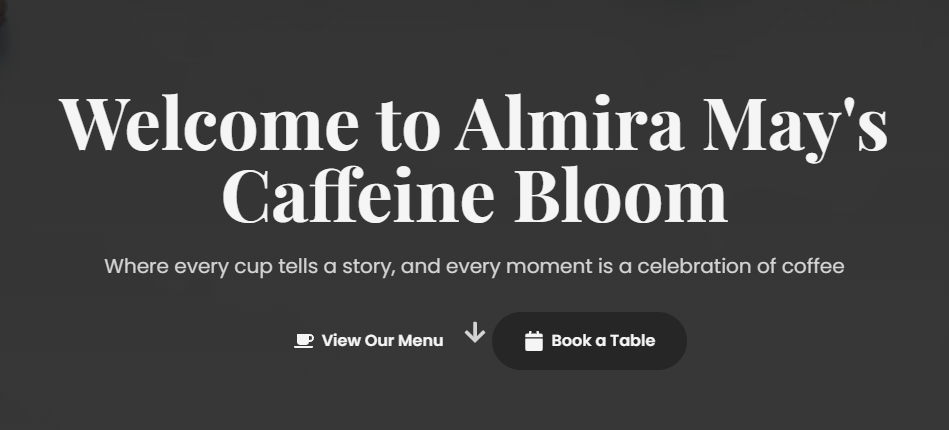 Welcome to Almira May's
Caffeine Bloom
Where every cup tells a story, and every moment is a celebration of coffee
View Our Menu
Book a Table